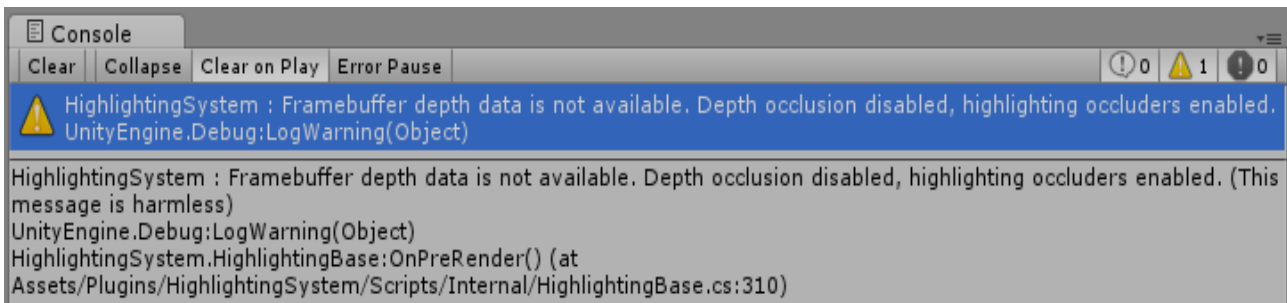 Console
Clear Collapse Clear on Play Error Pause 0 1 0
HighlightingSystem : Framebuffer depth data is not available. Depth occlusion disabled, highlighting occluders enabled.
UnityEngine.Debug:LogWarning(Object)
HighlightingSystem : Framebuffer depth data is not available. Depth occlusion disabled, highlighting occluders enabled. (This
message is harmless)
UnityEngine.Debug:LogWarning(Object)
HighlightingSystem.HighlightingBase:OnPreRender() (at
Assets/Plugins/HighlightingSystem/Scripts/Internal/HighlightingBase.cs:310)